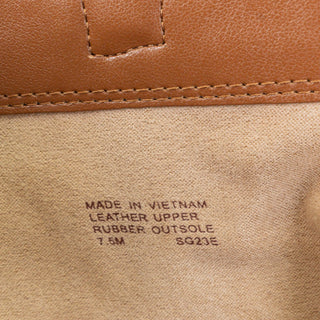 MADE IN VIETNAM
LEATHER UPPER
RUBBER OUTSOLE
7.5M SG23E